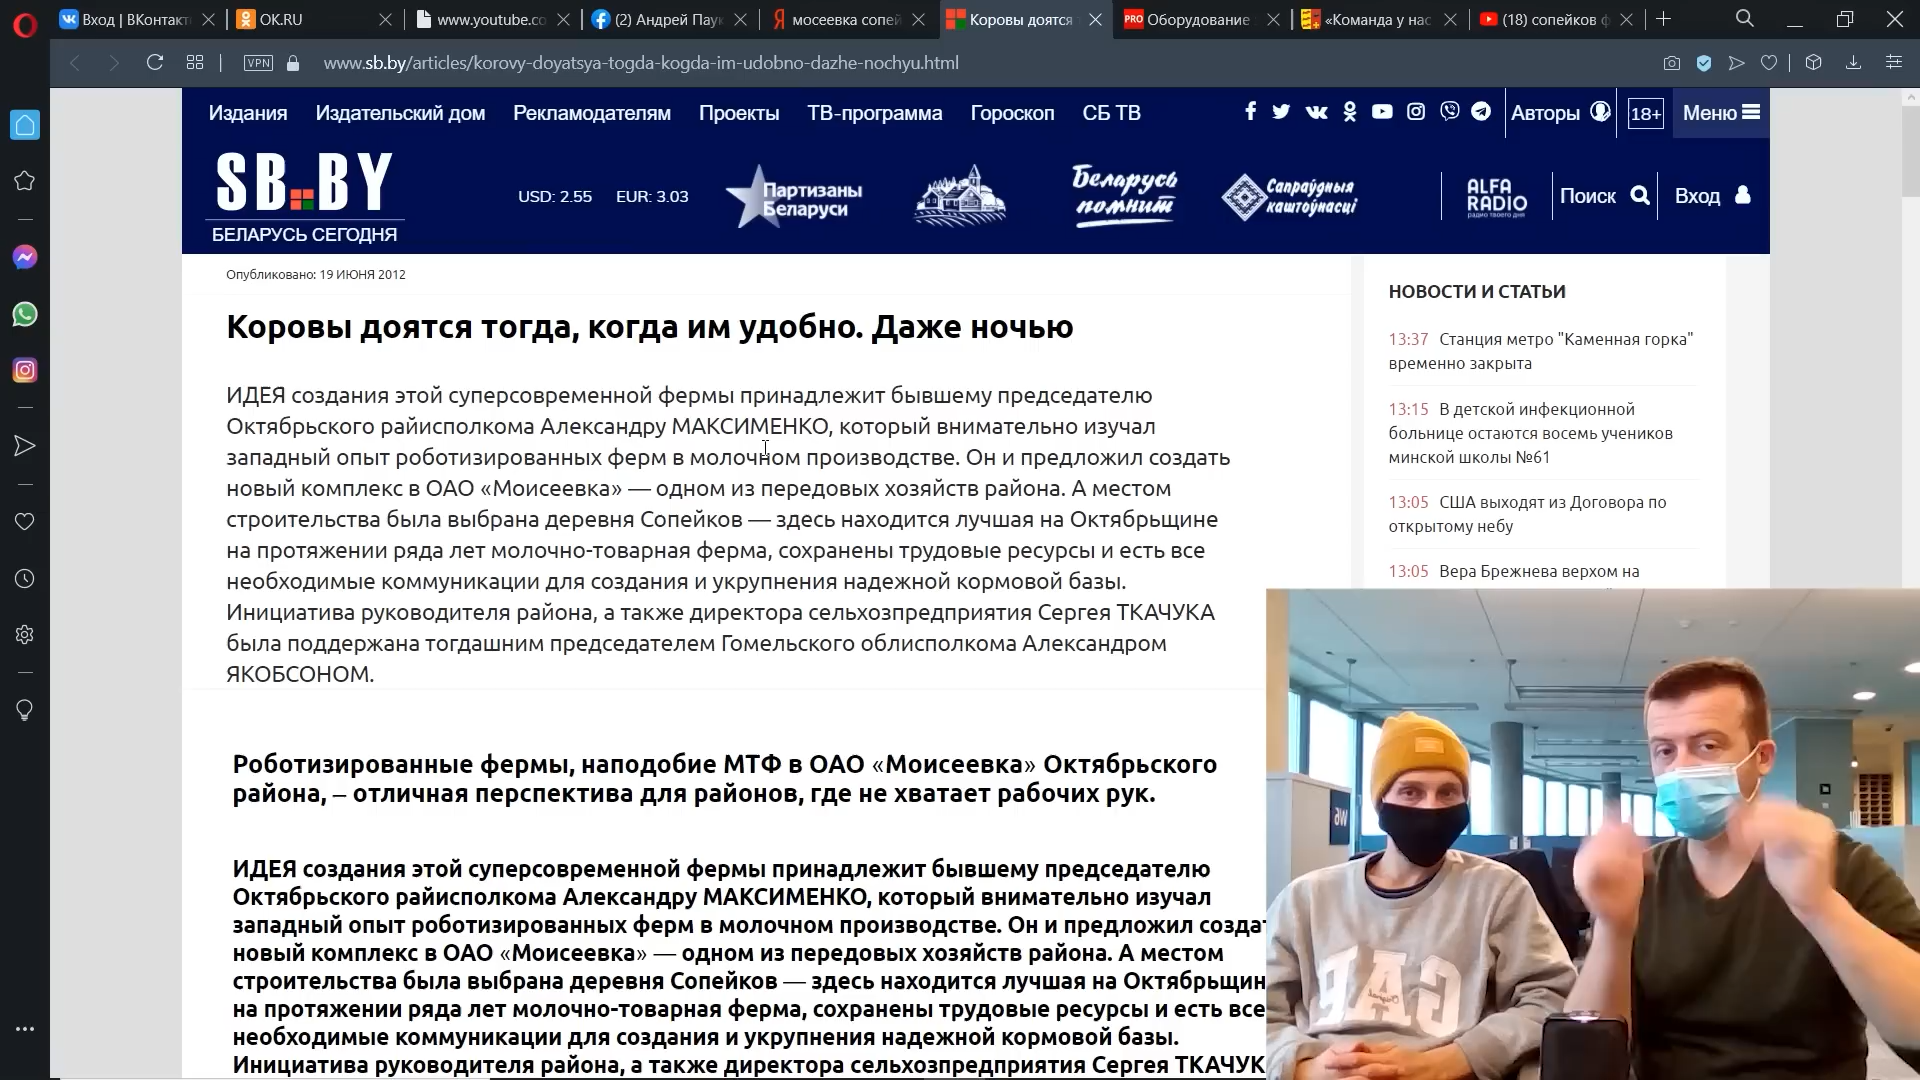 Вход | ВКонтакт
OK.RU
www.youtube.co
(2) Андрей Паук
мосеевка сопей
Коровы доятся
PRO Оборудование
«Команда у нас
(18) сопейков ф
VPN
www.sb.by/articles/korovy-doyatsya-togda-kogda-im-udobno-dazhe-nochyu.html
Издания Издательский дом Рекламодателям Проекты ТВ-программа Гороскоп СБ ТВ
Авторы 18+ Меню
SB BY
БЕЛАРУСЬ СЕГОДНЯ
USD: 2.55 EUR: 3.03
Партизаны
Беларуси
Беларусь
помнит
Сапраўдныя
каштоўнасці
ALFA
RADIO
радио твоего дня
Поиск Вход
Опубликовано: 19 ИЮНЯ 2012
Коровы доятся тогда, когда им удобно. Даже ночью
ИДЕЯ создания этой суперсовременной фермы принадлежит бывшему председателю
Октябрьского райисполкома Александру МАКСИМЕНКО, который внимательно изучал
западный опыт роботизированных ферм в молочном производстве. Он и предложил создать
новый комплекс в ОАО «Моисеевка» — одном из передовых хозяйств района. А местом
строительства была выбрана деревня Сопейков — здесь находится лучшая на Октябрьщине
на протяжении ряда лет молочно-товарная ферма, сохранены трудовые ресурсы и есть все
необходимые коммуникации для создания и укрупнения надежной кормовой базы.
Инициатива руководителя района, а также директора сельхозпредприятия Сергея ТКАЧУКА
была поддержана тогдашним председателем Гомельского облисполкома Александром
ЯКОБСОНОМ.
Роботизированные фермы, наподобие МТФ в ОАО «Моисеевка» Октябрьского
района, – отличная перспектива для районов, где не хватает рабочих рук.
ИДЕЯ создания этой суперсовременной фермы принадлежит бывшему председателю
Октябрьского райисполкома Александру МАКСИМЕНКО, который внимательно изучал
западный опыт роботизированных ферм в молочном производстве. Он и предложил создат
новый комплекс в ОАО «Моисеевка» — одном из передовых хозяйств района. А местом
строительства была выбрана деревня Сопейков — здесь находится лучшая на Октябрьщин
на протяжении ряда лет молочно-товарная ферма, сохранены трудовые ресурсы и есть все
необходимые коммуникации для создания и укрупнения надежной кормовой базы.
Инициатива руководителя района, а также директора сельхозпредприятия Сергея ТКАЧУК
НОВОСТИ И СТАТЬИ
13:37 Станция метро "Каменная горка"
временно закрыта
13:15 В детской инфекционной
больнице остаются восемь учеников
минской школы №61
13:05 США выходят из Договора по
открытому небу
13:05 Вера Брежнева верхом на
W6
GAP